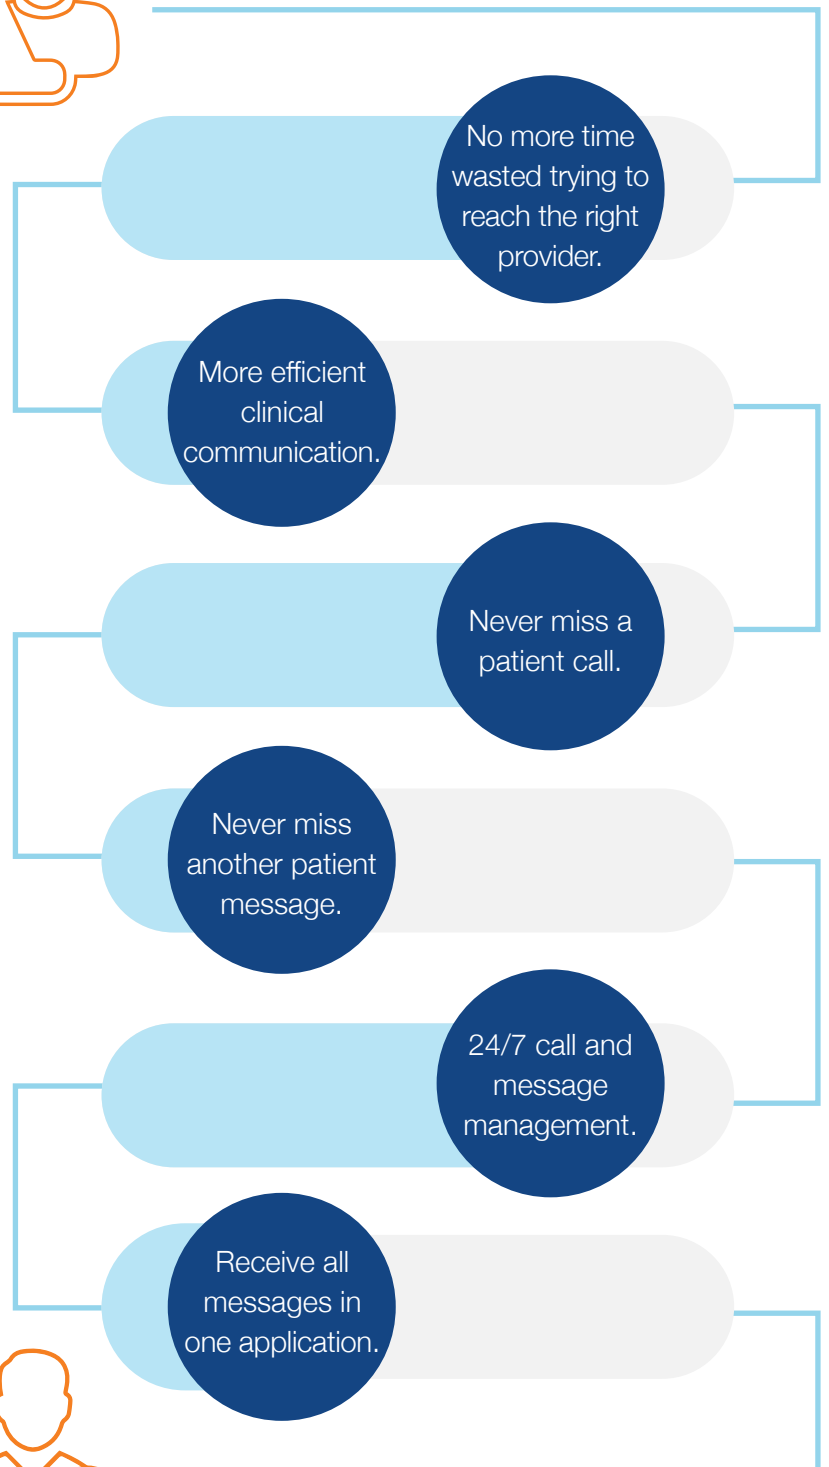 No more time
wasted trying to
reach the right
provider.
More efficient
clinical
communication.
Never miss a
patient call.
Never miss
another patient
message.
24/7 call and
message
management.
Receive all
messages in
one application.